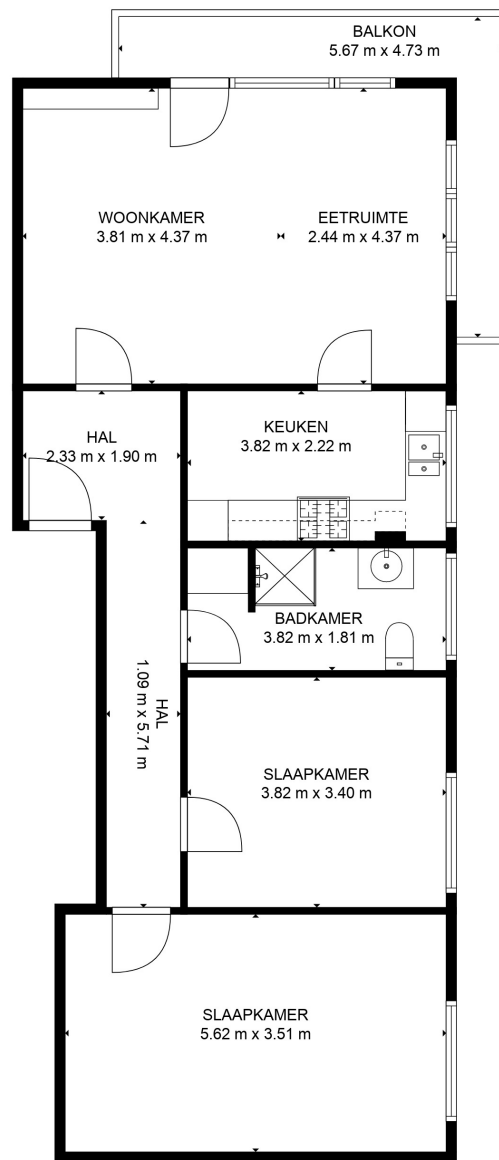 BALKON
5.67 m x 4.73 m
WOONKAMER
3.81 m x 4.37 m
EETRUIMTE
2.44 m x 4.37 m
HAL
2.33 m x 1.90 m
KEUKEN
3.82 m x 2.22 m
BADKAMER
3.82 m x 1.81 m
HAL
1.09 m x 5.71 m
SLAAPKAMER
3.82 m x 3.40 m
SLAAPKAMER
5.62 m x 3.51 m